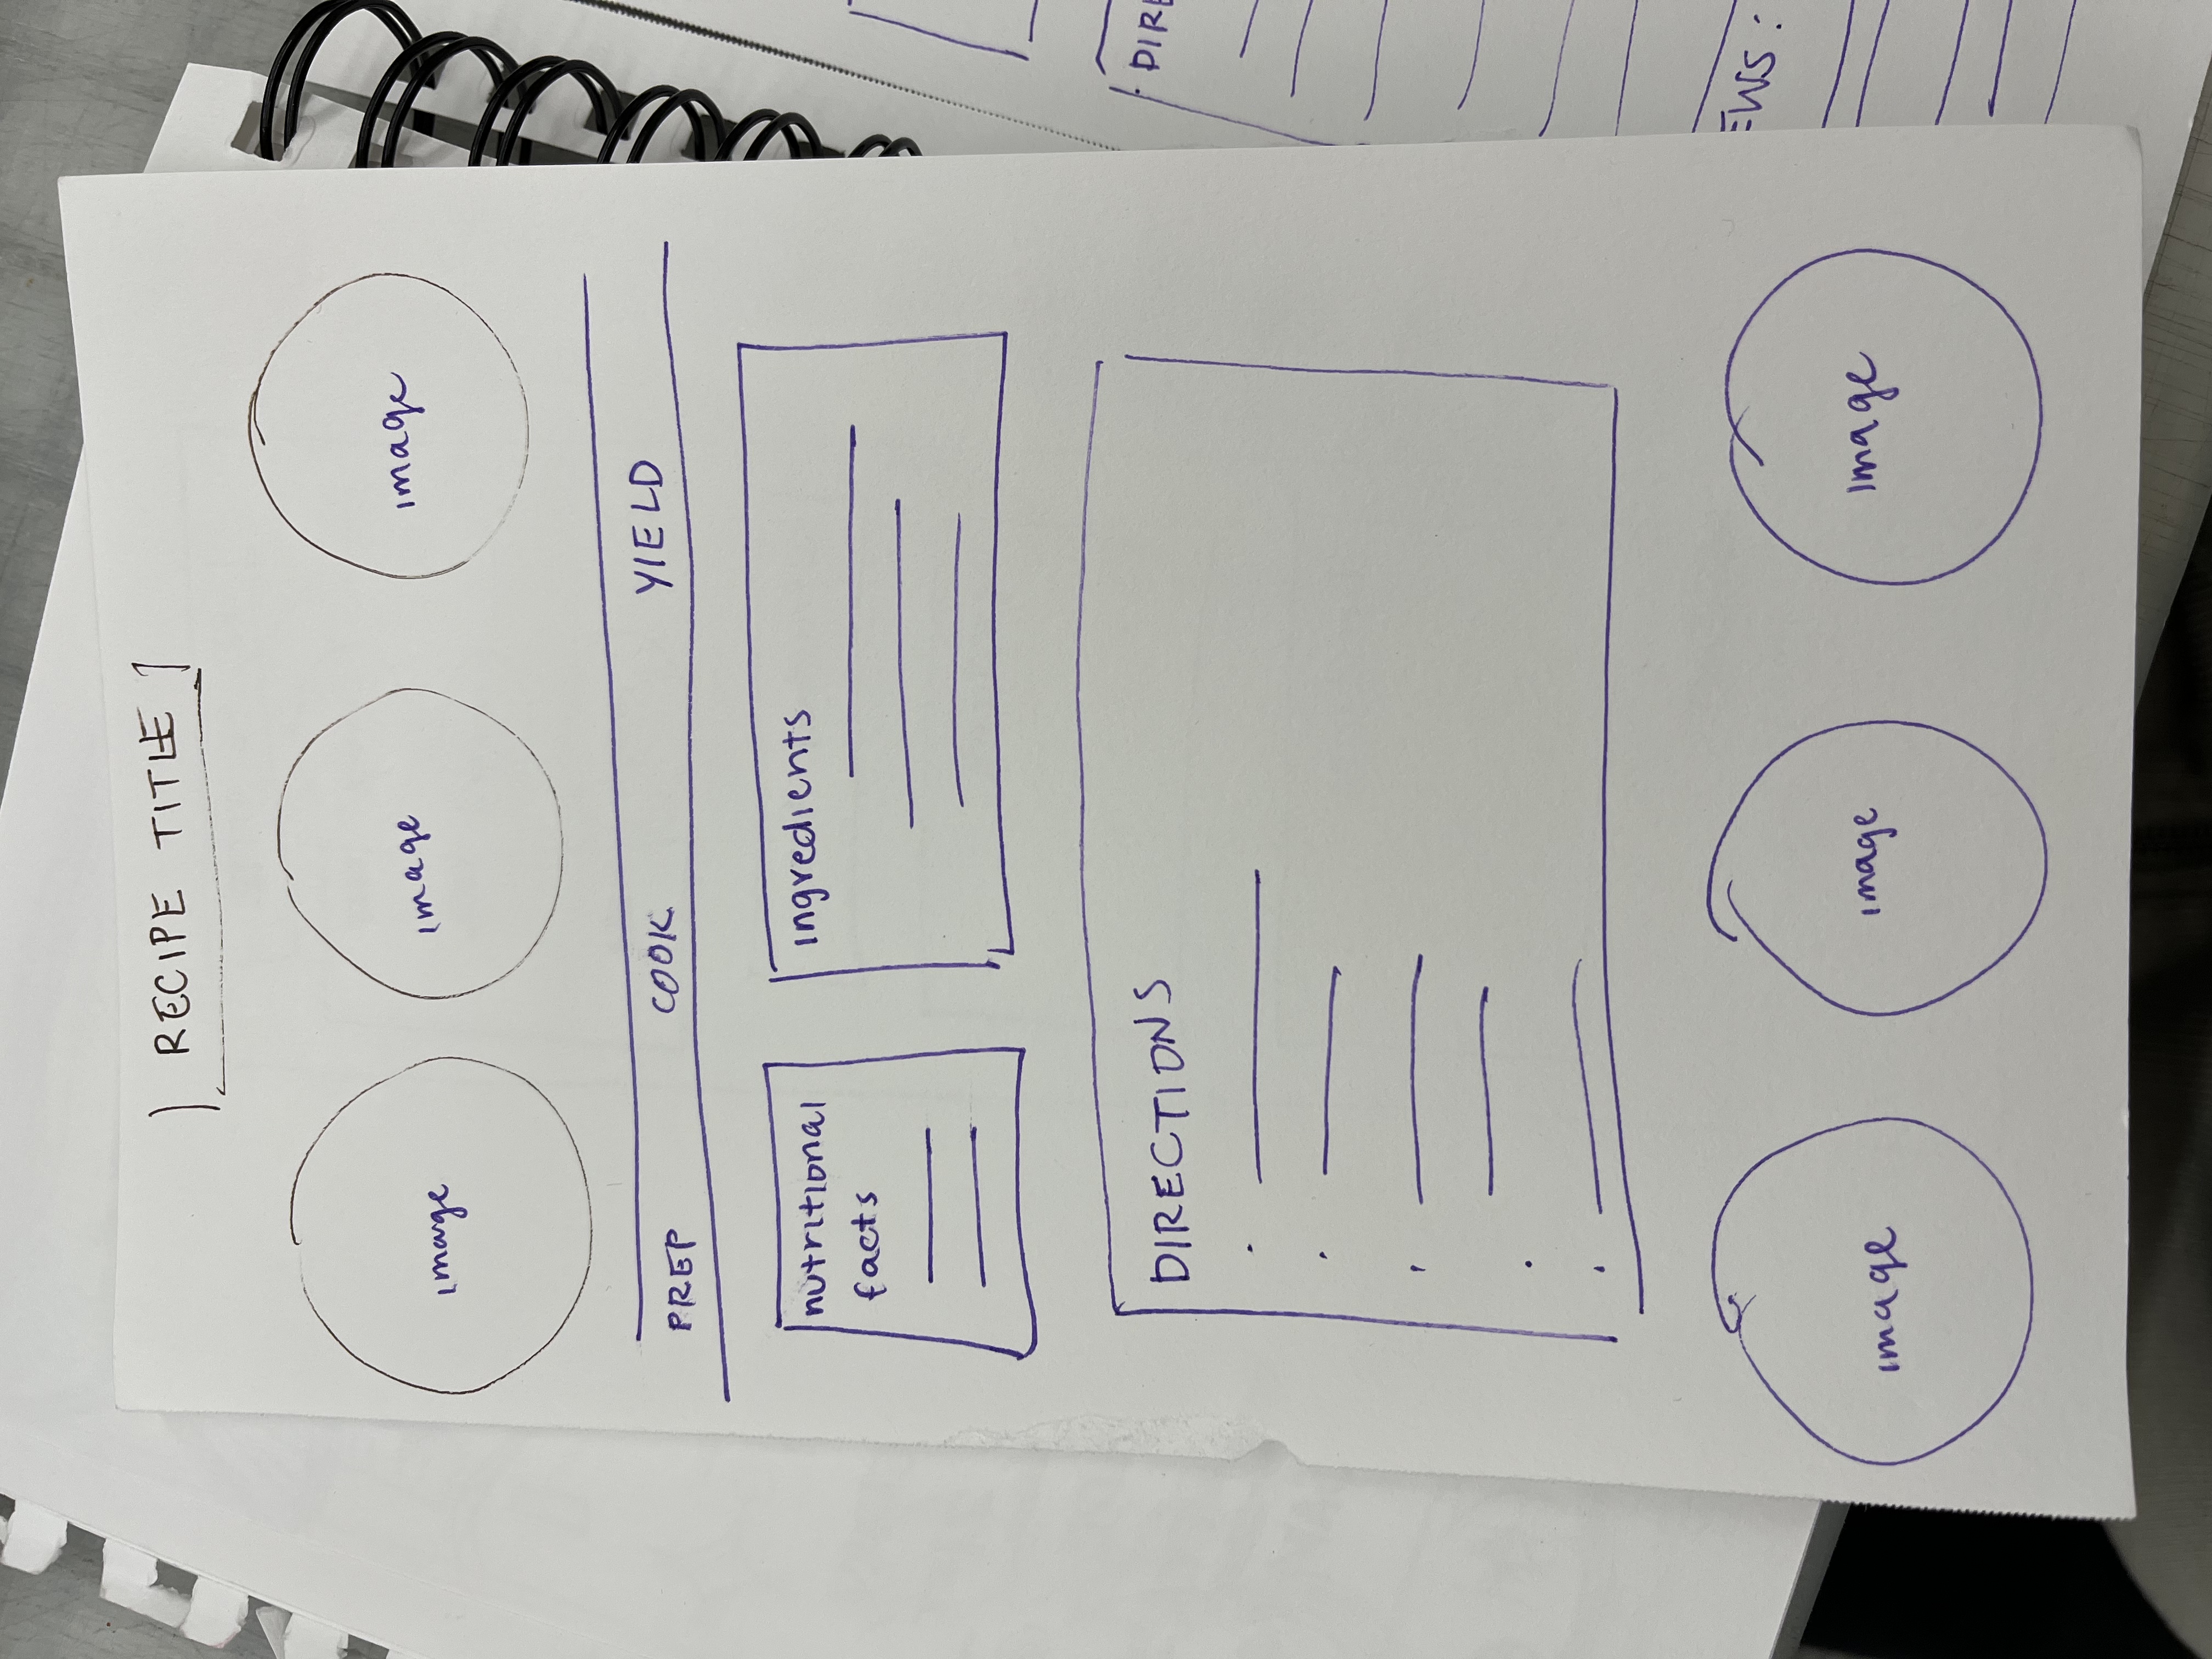 RECIPE TITLE
image image image
PREP COOK YIELD
nutritional
facts
ingredients
DIRECTIONS
image image image
DIRE
EWS: